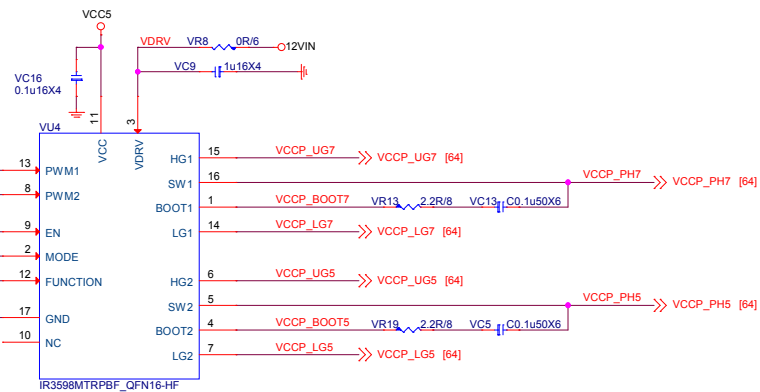 VCC5
VDRV VR8 0R/6 12VIN
VC9 1u16X4
VC16
0.1u16X4
11 3
VU4
VCC VDRV
13 PWM1
8 PWM2
9 EN
2 MODE
12 FUNCTION
17 GND
10 NC
HG1 15 VCCP_UG7 VCCP_UG7 [64]
SW1 16 VCCP_PH7 VCCP_PH7 [64]
BOOT1 1 VCCP_BOOT7 VR13 2.2R/8 VC13 C0.1u50X6
LG1 14 VCCP_LG7 VCCP_LG7 [64]
HG2 6 VCCP_UG5 VCCP_UG5 [64]
SW2 5 VCCP_PH5 VCCP_PH5 [64]
BOOT2 4 VCCP_BOOT5 VR19 2.2R/8 VC5 C0.1u50X6
LG2 7 VCCP_LG5 VCCP_LG5 [64]
IR3598MTRPBF_QFN16-HF